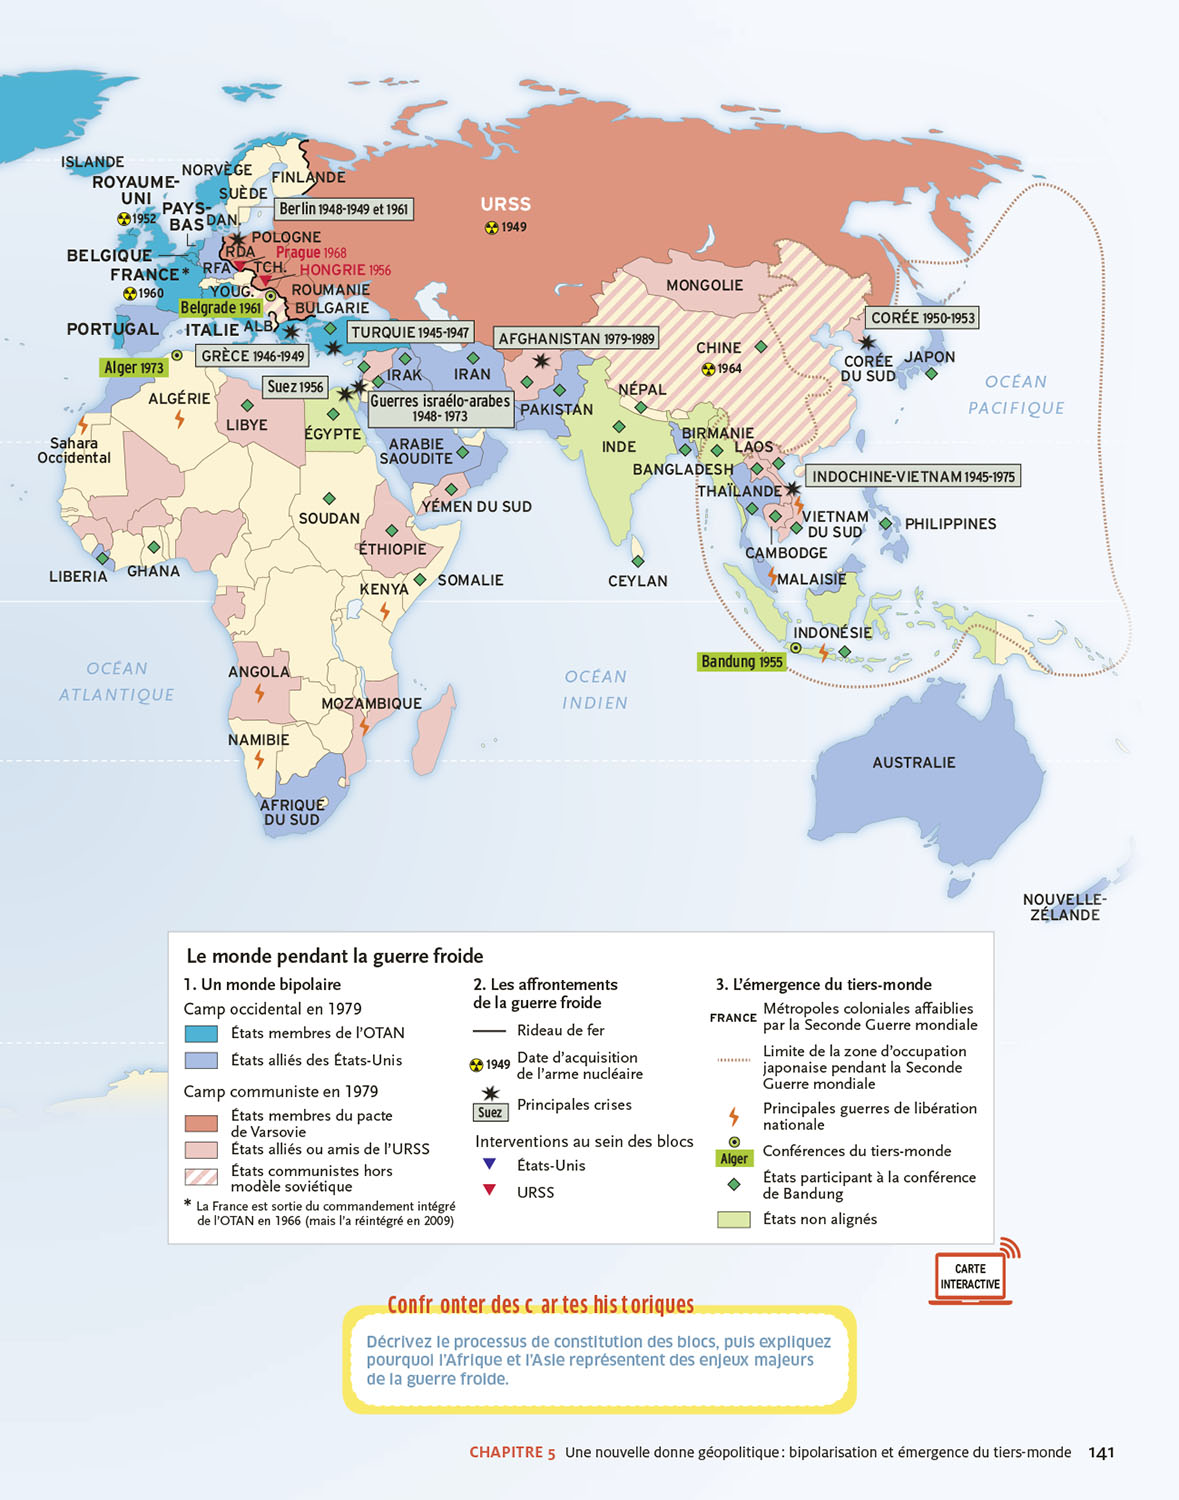 ISLANDE
NORVÈGE
FINLANDE
ROYAUME-
UNI
1952
SUÈDE
PAYS-
BAS
DAN.
Berlin 1948-1949 et 1961
URSS
1949
POLOGNE
BELGIQUE
RDA
Prague 1968
FRANCE*
RFA
TCH.
HONGRIE 1956
1960
YOUG.
ROUMANIE
Belgrade 1961
BULGARIE
MONGOLIE
PORTUGAL
ITALIE
ALB.
TURQUIE 1945-1947
AFGHANISTAN 1979-1989
CORÉE 1950-1953
CHINE
1964
CORÉE
DU SUD
JAPON
Alger 1973
GRÈCE 1946-1949
Suez 1956
IRAK
IRAN
OCÉAN
PACIFIQUE
ALGÉRIE
LIBYE
ÉGYPTE
Guerres israélo-arabes
1948-1973
PAKISTAN
NÉPAL
Sahara
Occidental
ARABIE
SAOUDITE
INDE
BIRMANIE
LAOS
BANGLADESH
INDOCHINE-VIETNAM 1945-1975
THAÏLANDE
YÉMEN DU SUD
SOUDAN
VIETNAM
DU SUD
PHILIPPINES
ÉTHIOPIE
CAMBODGE
LIBERIA
GHANA
KENYA
SOMALIE
CEYLAN
MALAISIE
INDONÉSIE
Bandung 1955
OCÉAN
ATLANTIQUE
ANGOLA
OCÉAN
INDIEN
MOZAMBIQUE
NAMIBIE
AUSTRALIE
AFRIQUE
DU SUD
NOUVELLE-
ZÉLANDE
Le monde pendant la guerre froide
1. Un monde bipolaire
Camp occidental en 1979
États membres de l'OTAN
États alliés des États-Unis
Camp communiste en 1979
États membres du pacte
de Varsovie
États alliés ou amis de l'URSS
États communistes hors
modèle soviétique
* La France est sortie du commandement intégré
de l'OTAN en 1966 (mais l'a réintégré en 2009)
2. Les affrontements
de la guerre froide
Rideau de fer
1949 Date d'acquisition
de l'arme nucléaire
Suez Principales crises
Interventions au sein des blocs
États-Unis
URSS
3. L'émergence du tiers-monde
FRANCE Métropoles coloniales affaiblies
par la Seconde Guerre mondiale
Limite de la zone d'occupation
japonaise pendant la Seconde
Guerre mondiale
Principales guerres de libération
nationale
Alger Conférences du tiers-monde
États participant à la conférence
de Bandung
États non alignés
CARTE
INTERACTIVE
Confronter des cartes historiques
Décrivez le processus de constitution des blocs, puis expliquez
pourquoi l'Afrique et l'Asie représentent des enjeux majeurs
de la guerre froide.
CHAPITRE 5 Une nouvelle donne géopolitique : bipolarisation et émergence du tiers-monde 141